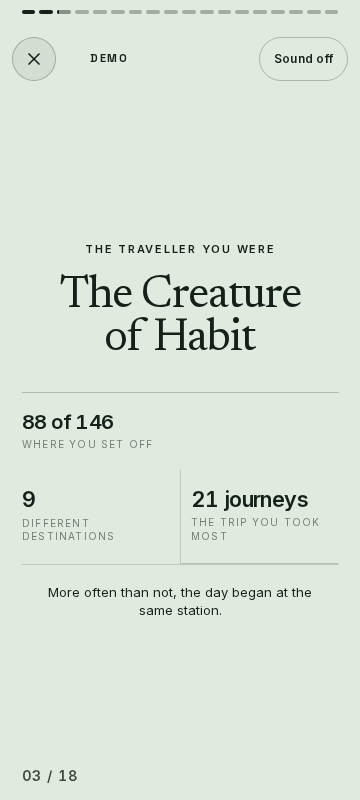 DEMO
Sound off
THE TRAVELLER YOU WERE
The Creature
of Habit
88 of 146
WHERE YOU SET OFF
9
DIFFERENT
DESTINATIONS
21 journeys
THE TRIP YOU TOOK
MOST
More often than not, the day began at the
same station.
03 / 18